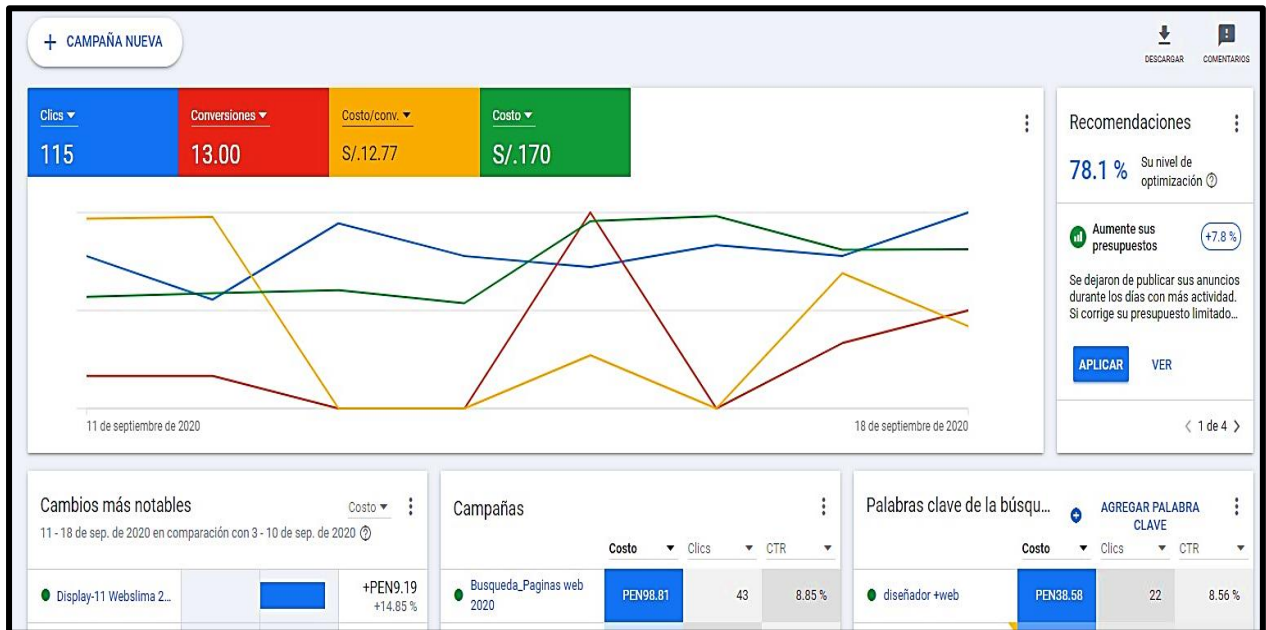 + CAMPAÑA NUEVA
DESCARGAR
COMENTARIOS
Clics
115
Conversiones
13.00
Costo/conv.
S/.12.77
Costo
S/.170
11 de septiembre de 2020
18 de septiembre de 2020
Recomendaciones
78.1 %
Su nivel de
optimización
Aumente sus
presupuestos
+7.8 %
Se dejaron de publicar sus anuncios
durante los días con más actividad.
Si corrige su presupuesto limitado...
APLICAR
VER
1 de 4
Cambios más notables
Costo
11 - 18 de sep. de 2020 en comparación con 3 - 10 de sep. de 2020
Display-11 Webslima 2...
+PEN9.19
+14.85 %
Campañas
Costo Clics CTR
Busqueda_Paginas web
2020
PEN98.81 43 8.85 %
Palabras clave de la búsqu...
AGREGAR PALABRA
CLAVE
Costo Clics CTR
diseñador +web PEN38.58 22 8.56 %